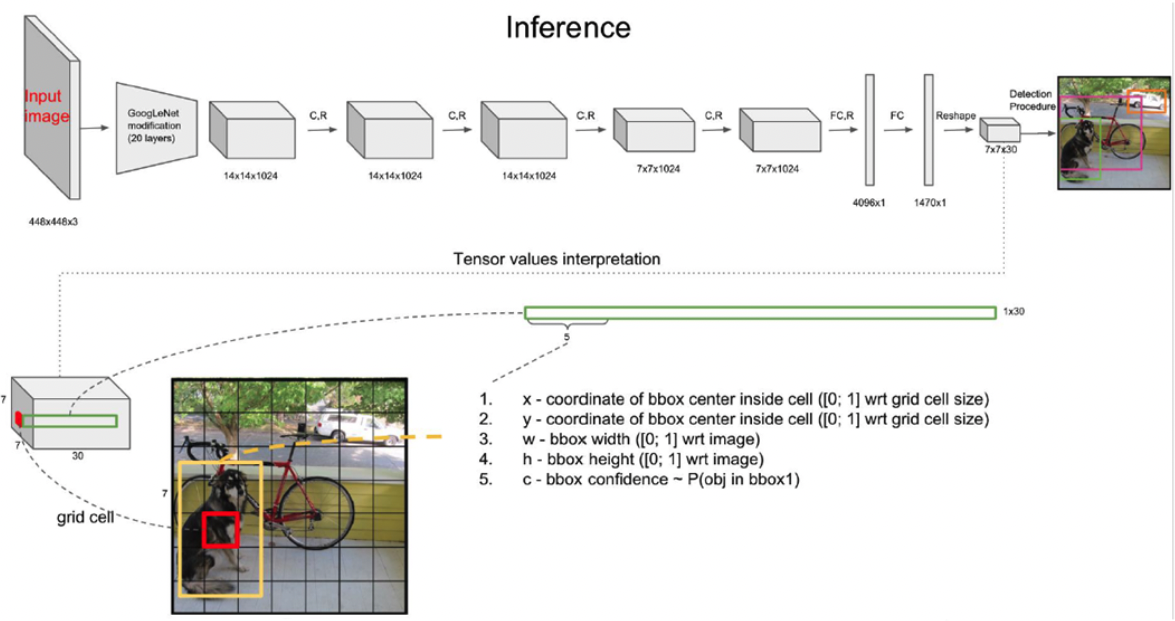 Inference
Input
image
GoogLeNet
modification
(20 layers)
C,R
C,R
C,R
C,R
FC,R
FC
Reshape
Detection
Procedure
448x448x3
14x14x1024
14x14x1024
14x14x1024
7x7x1024
7x7x1024
4096x1
1470x1
7x7x30
Tensor values interpretation
1x30
5
7
7
30
grid cell
7
1. x - coordinate of bbox center inside cell ([0; 1] wrt grid cell size)
2. y - coordinate of bbox center inside cell ([0; 1] wrt grid cell size)
3. w - bbox width ([0; 1] wrt image)
4. h - bbox height ([0; 1] wrt image)
5. c - bbox confidence ~ P(obj in bbox1)